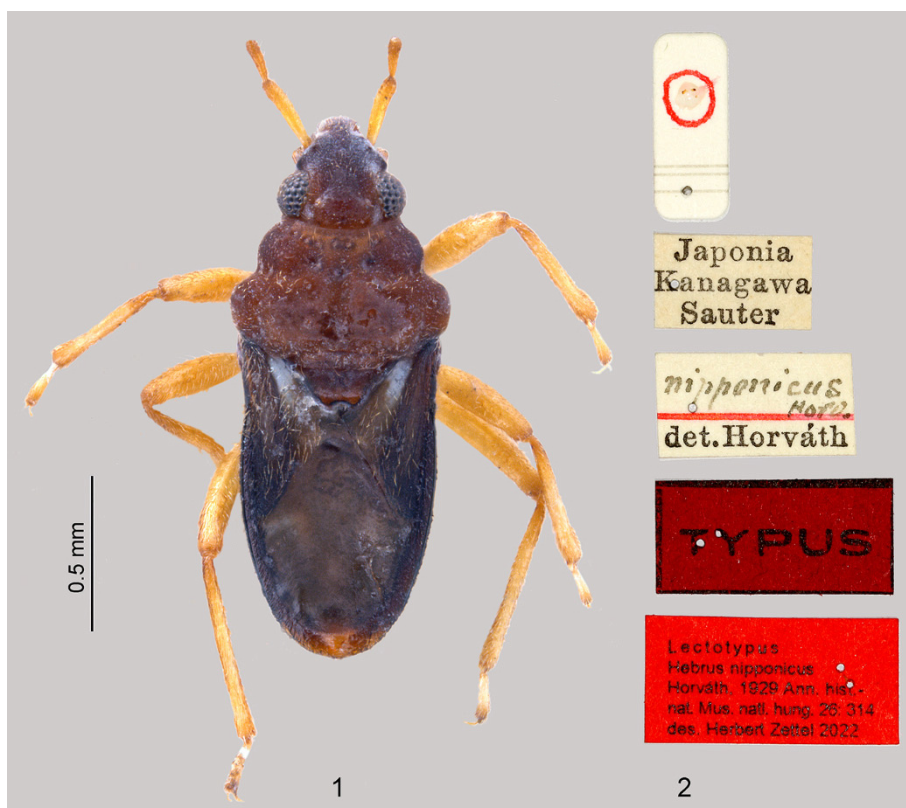 Japonia
Kanagawa
Sauter
nipponicus
Horv.
det. Horváth
TYPUS
Lectotypus
Hebrus nipponicus
Horváth, 1929 Ann. hist.-
nat. Mus. natl. hung. 26: 314
des. Herbert Zettel 2022
0.5 mm
1
2